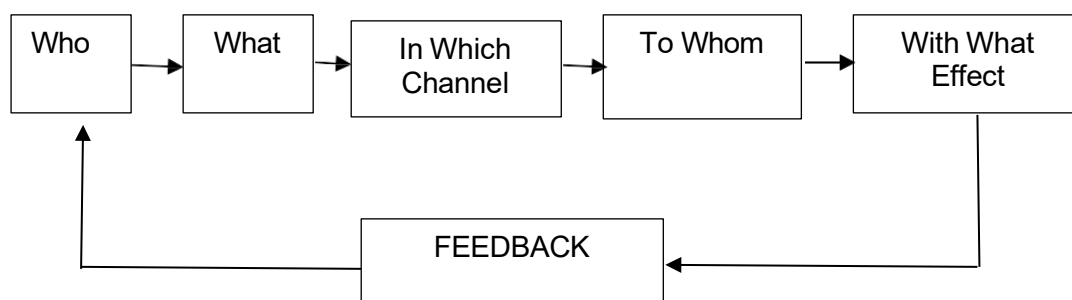 Who
What
In Which
Channel
To Whom
With What
Effect
FEEDBACK